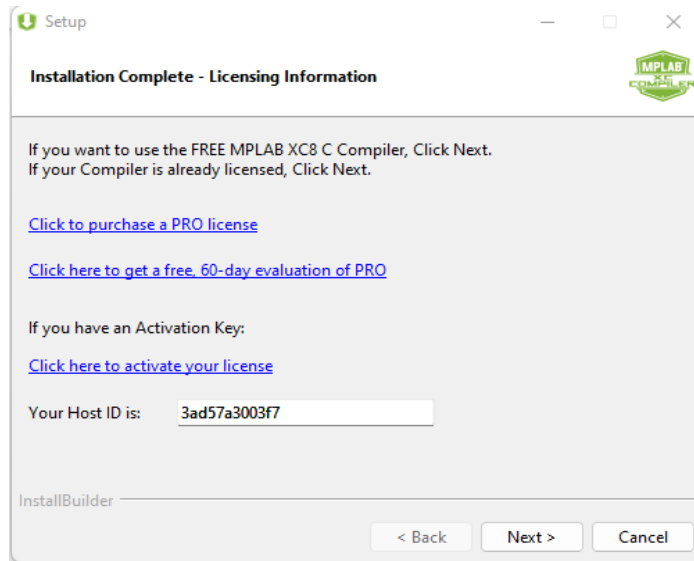 Setup
Installation Complete - Licensing Information
MPLAB
XC
COMPILER
If you want to use the FREE MPLAB XC8 C Compiler, Click Next.
If your Compiler is already licensed, Click Next.
Click to purchase a PRO license
Click here to get a free, 60-day evaluation of PRO
If you have an Activation Key:
Click here to activate your license
Your Host ID is: 3ad57a3003f7
InstallBuilder
< Back Next > Cancel